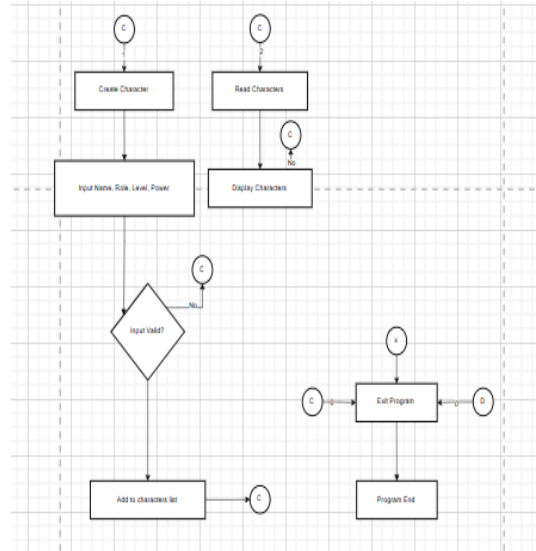 C
C
2
Create Character
Read Characters
C
No
Input Name, Role, Level, Power
Display Characters
C
No
Input Valid?
X
C
Exit Program
D
Add to characters list
C
Program End